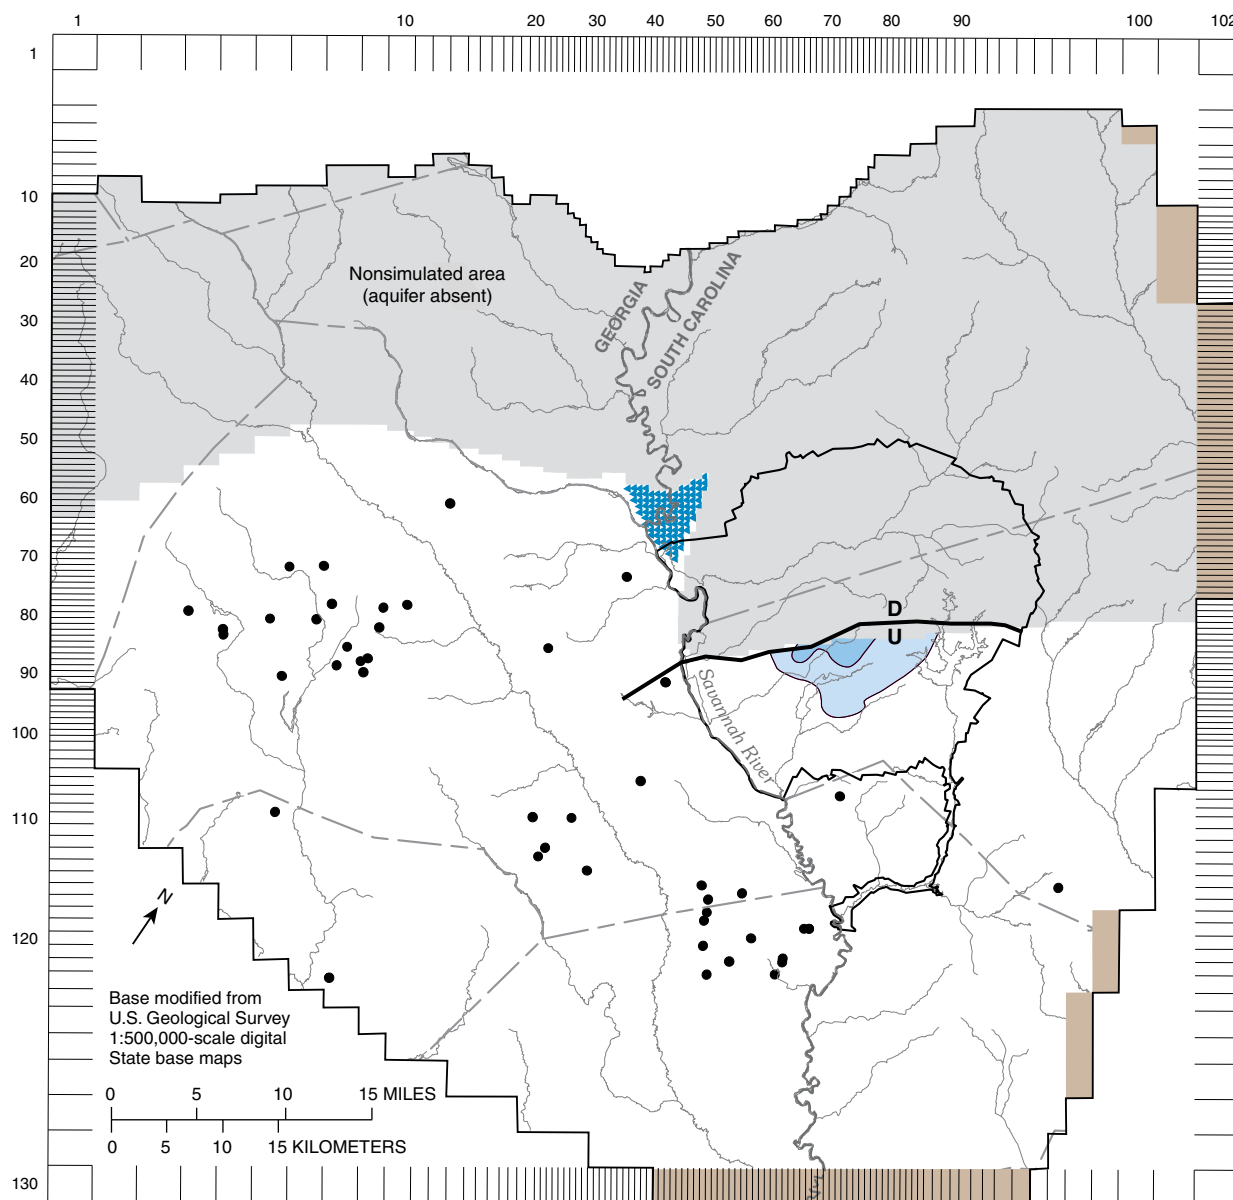 1 10 20 30 40 50 60 70 80 90 100 102
1
10
20
30
40
50
60
70
80
90
100
110
120
130
Nonsimulated area
(aquifer absent)
GEORGIA
SOUTH CAROLINA
D
U
Savannah River
N
Base modified from
U.S. Geological Survey
1:500,000-scale digital
State base maps
0 5 10 15 MILES
0 5 10 15 KILOMETERS